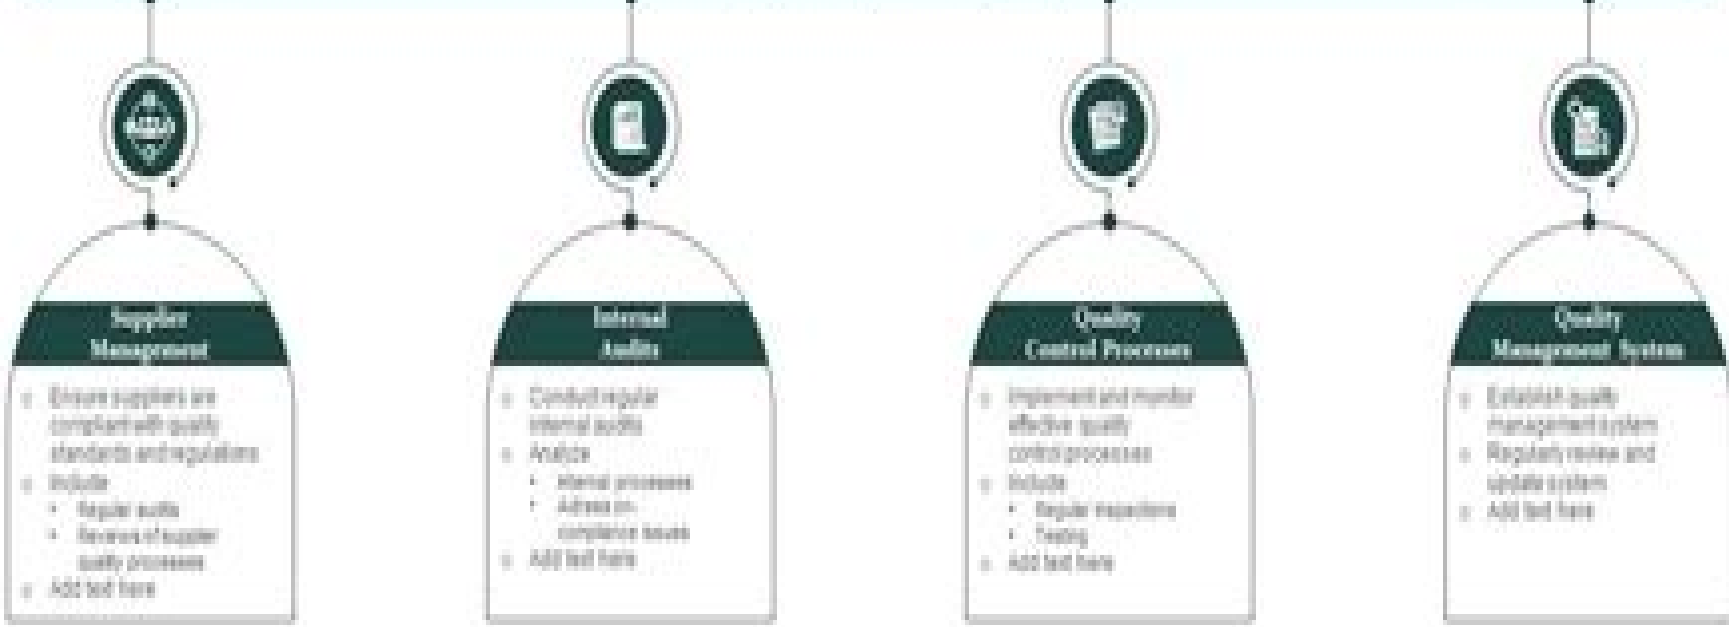 Supplier
Management
Ensure suppliers are
compliant with quality
standards and regulations
Include
Regular audits
Reviews of supplier
quality processes
Add text here
Internal
Audits
Conduct regular
internal audits
Analyze
Internal processes
compliance issues
Add text here
Quality
Control Processes
Implement and monitor
effective quality
control processes
Include
Regular inspections
Testing
Add text here
Quality
Management System
Establish quality
management system
Regularly review and
update system
Add text here